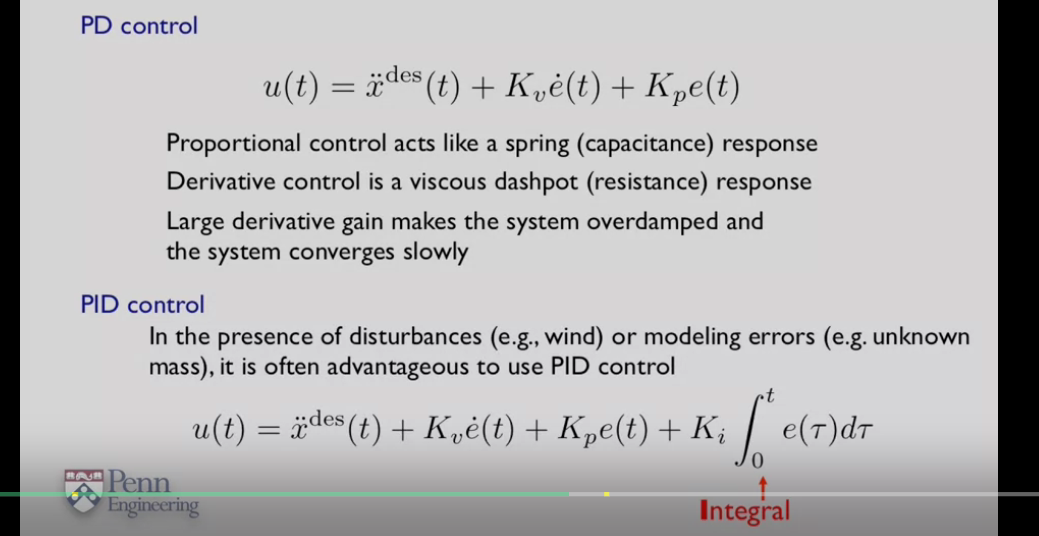 PD control
u(t) = ẍ^des(t) + K_v ė(t) + K_p e(t)
Proportional control acts like a spring (capacitance) response
Derivative control is a viscous dashpot (resistance) response
Large derivative gain makes the system overdamped and
the system converges slowly
PID control
In the presence of disturbances (e.g., wind) or modeling errors (e.g. unknown
mass), it is often advantageous to use PID control
u(t) = ẍ^des(t) + K_v ė(t) + K_p e(t) + K_i ∫_0^t e(τ)dτ
Integral
Penn
Engineering